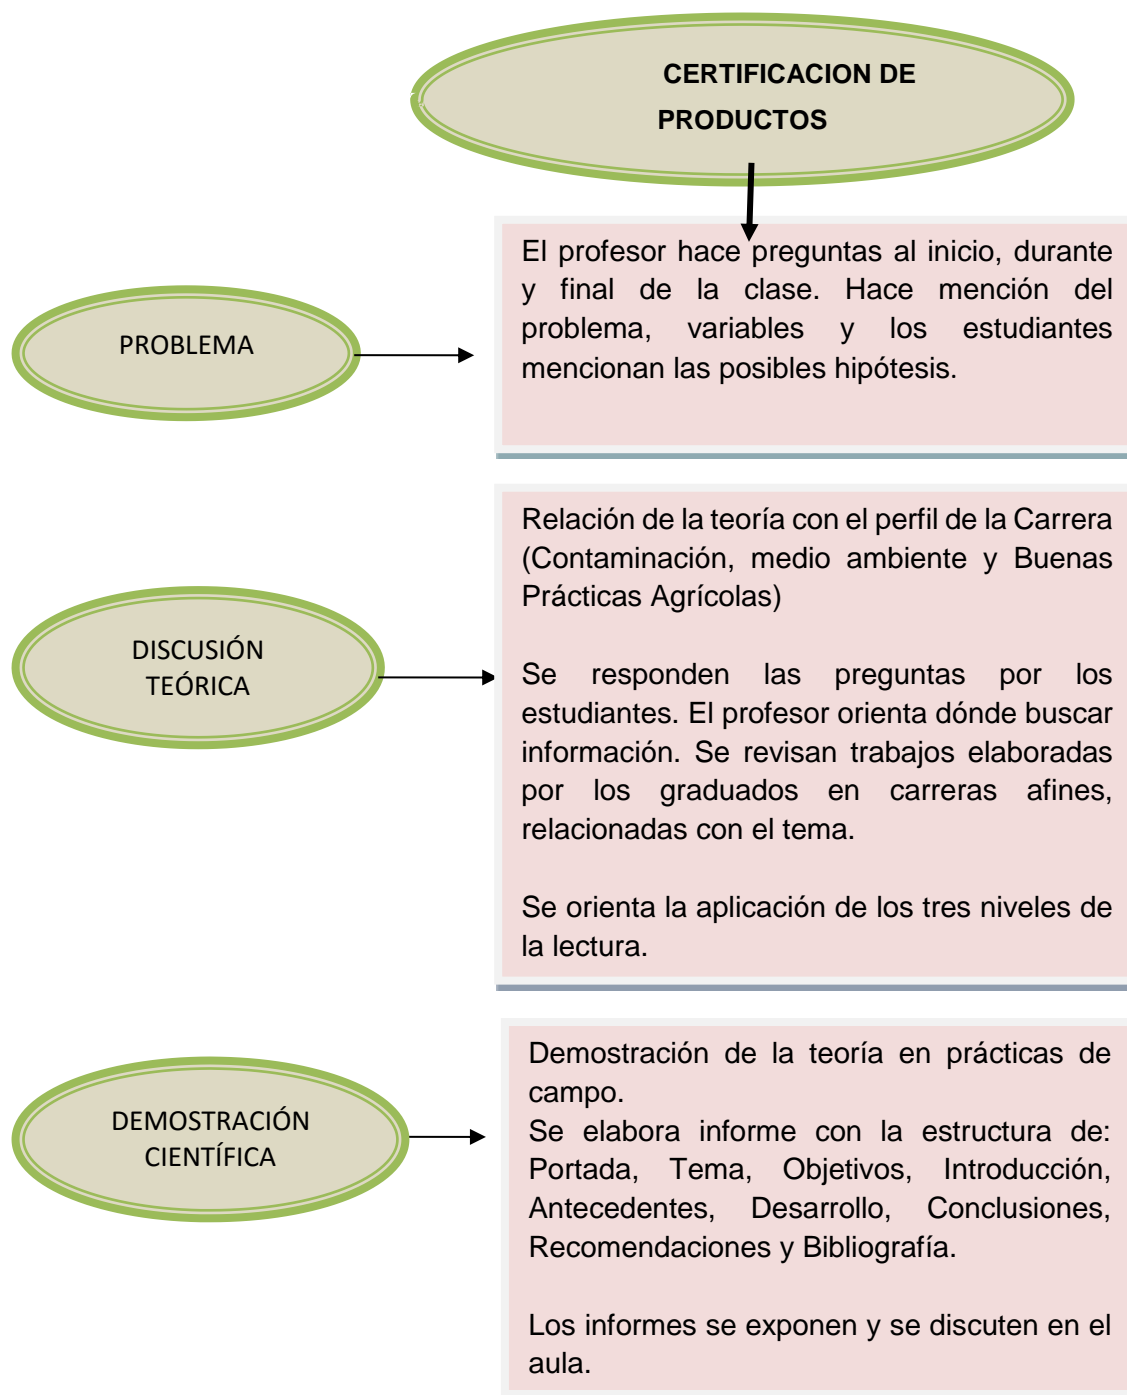 CERTIFICACION DE
PRODUCTOS
El profesor hace preguntas al inicio, durante
y final de la clase. Hace mención del
problema, variables y los estudiantes
mencionan las posibles hipótesis.
PROBLEMA
Relación de la teoría con el perfil de la Carrera
(Contaminación, medio ambiente y Buenas
Prácticas Agrícolas)
Se responden las preguntas por los
estudiantes. El profesor orienta dónde buscar
información. Se revisan trabajos elaboradas
por los graduados en carreras afines,
relacionadas con el tema.
Se orienta la aplicación de los tres niveles de
la lectura.
DISCUSIÓN
TEÓRICA
Demostración de la teoría en prácticas de
campo.
Se elabora informe con la estructura de:
Portada, Tema, Objetivos, Introducción,
Antecedentes, Desarrollo, Conclusiones,
Recomendaciones y Bibliografía.
Los informes se exponen y se discuten en el
aula.
DEMOSTRACIÓN
CIENTÍFICA